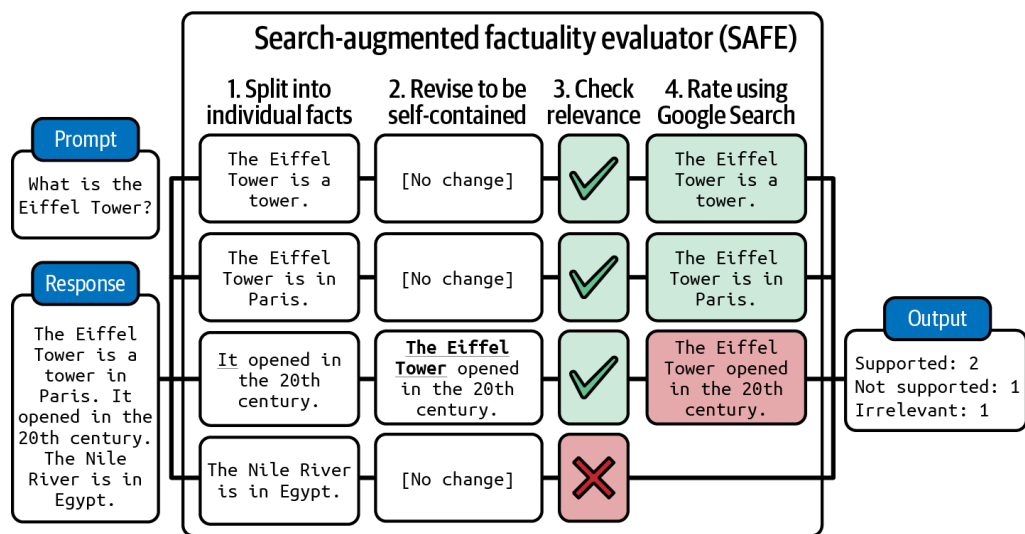 Search-augmented factuality evaluator (SAFE)
1. Split into
individual facts
2. Revise to be
self-contained
3. Check
relevance
4. Rate using
Google Search
Prompt
What is the
Eiffel Tower?
Response
The Eiffel
Tower is a
tower in
Paris. It
opened in the
20th century.
The Nile
River is in
Egypt.
The Eiffel
Tower is a
tower.
[No change]
The Eiffel
Tower is a
tower.
The Eiffel
Tower is in
Paris.
[No change]
The Eiffel
Tower is in
Paris.
It opened in
the 20th
century.
The Eiffel
Tower opened
in the 20th
century.
The Eiffel
Tower opened
in the 20th
century.
The Nile River
is in Egypt.
[No change]
Output
Supported: 2
Not supported: 1
Irrelevant: 1